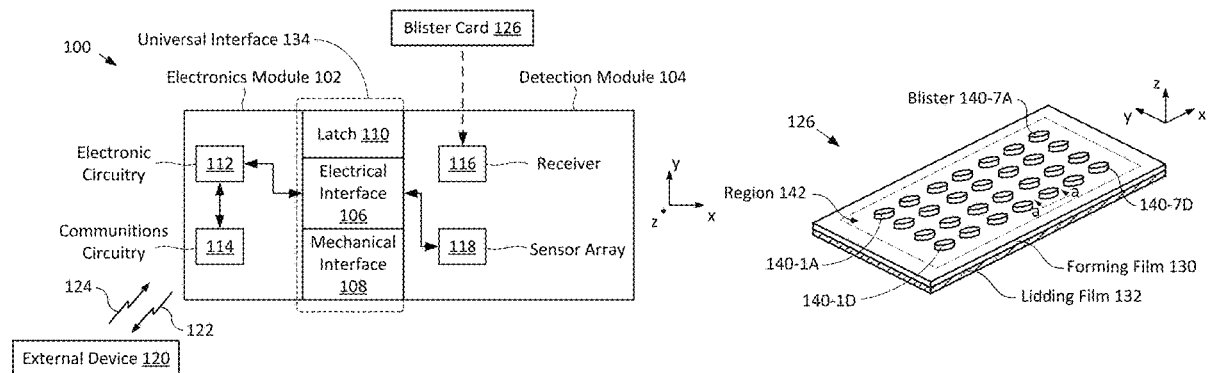 100
Universal Interface 134
Blister Card 126
Electronics Module 102
Detection Module 104
Latch 110
Electronic
Circuitry
112
Electrical
Interface
106
116
Receiver
Communitions
Circuitry
114
Mechanical
Interface
108
118
Sensor Array
y
x
z
124
122
External Device 120
126
Blister 140-7A
z
y
x
Region 142
a
a
140-7D
140-1A
140-1D
Forming Film 130
Lidding Film 132